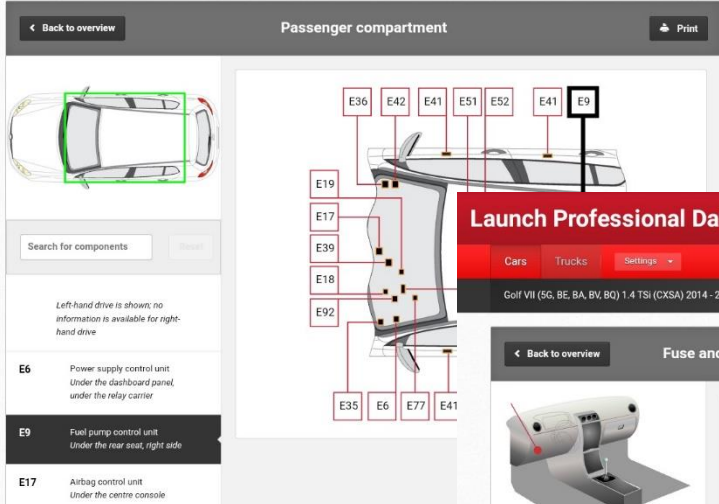 Back to overview
Passenger compartment
Print
Search for components
Left-hand drive is shown; no
information is available for right-
hand drive
E6
Power supply control unit
Under the dashboard panel,
under the relay carrier
E9
Fuel pump control unit
Under the rear seat, right side
E17
Airbag control unit
Under the centre console
E36
E42
E41
E51
E52
E41
E9
E19
E17
E39
E18
E92
E35
E6
E77
E41
Launch Professional Da
Cars
Trucks
Settings
Golf VII (5G, BE, BA, BV, BQ) 1.4 TSi (CXSA) 2014 - 2
Back to overview
Fuse and